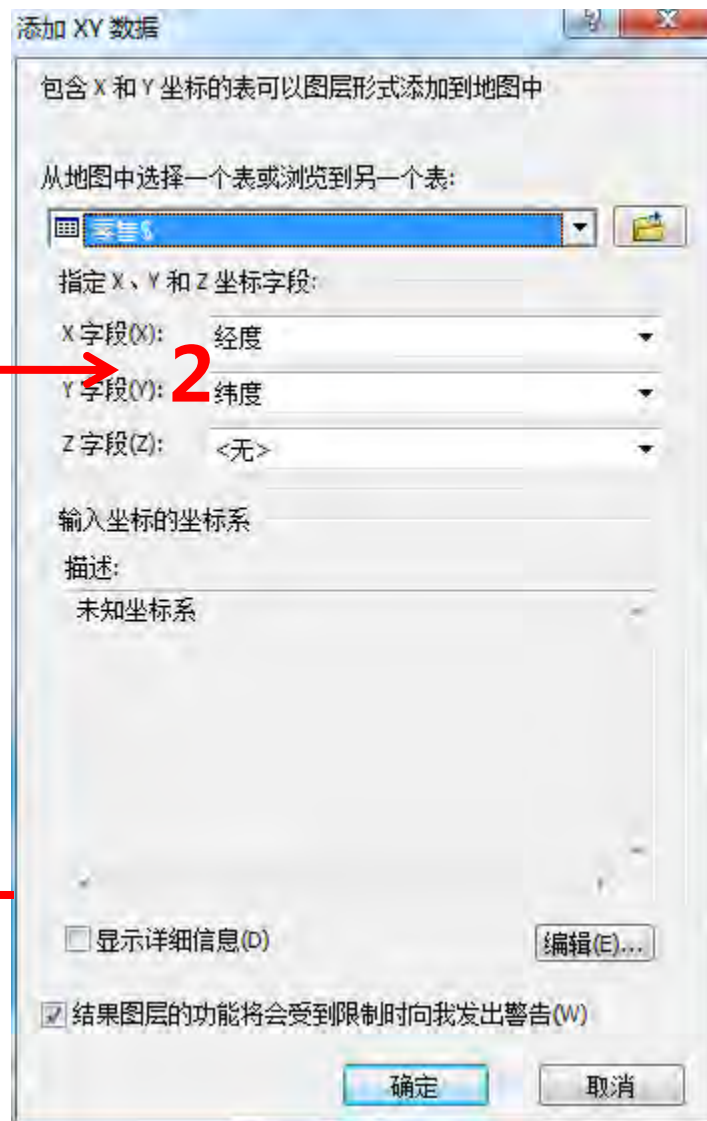 添加 XY 数据
包含 X 和 Y 坐标的表可以图层形式添加到地图中
从地图中选择一个表或浏览到另一个表:
零售$
指定 X、Y 和 Z 坐标字段:
X 字段(X): 经度
2
Y 字段(Y): 纬度
Z 字段(Z): <无>
输入坐标的坐标系
描述:
未知坐标系
显示详细信息(D) 编辑(E)...
结果图层的功能将会受到限制时向我发出警告(W)
确定 取消